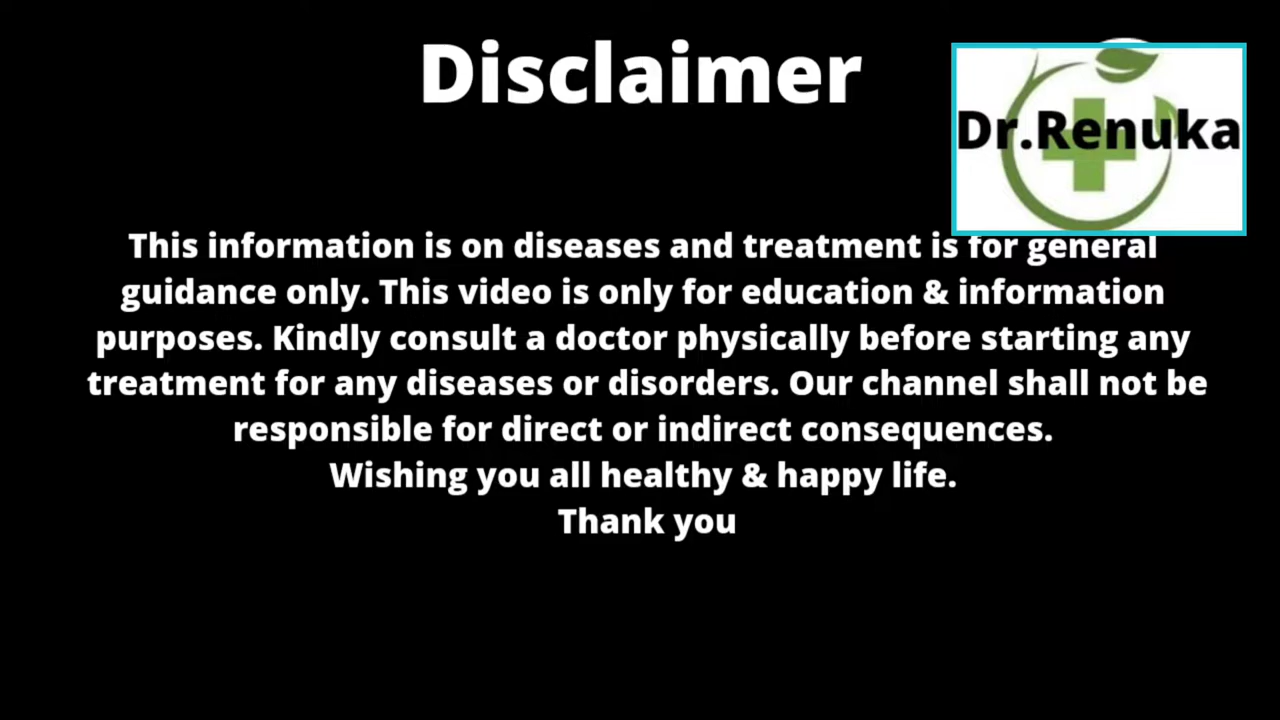 Disclaimer
Dr.Renuka
This information is on diseases and treatment is for general
guidance only. This video is only for education & information
purposes. Kindly consult a doctor physically before starting any
treatment for any diseases or disorders. Our channel shall not be
responsible for direct or indirect consequences.
Wishing you all healthy & happy life.
Thank you